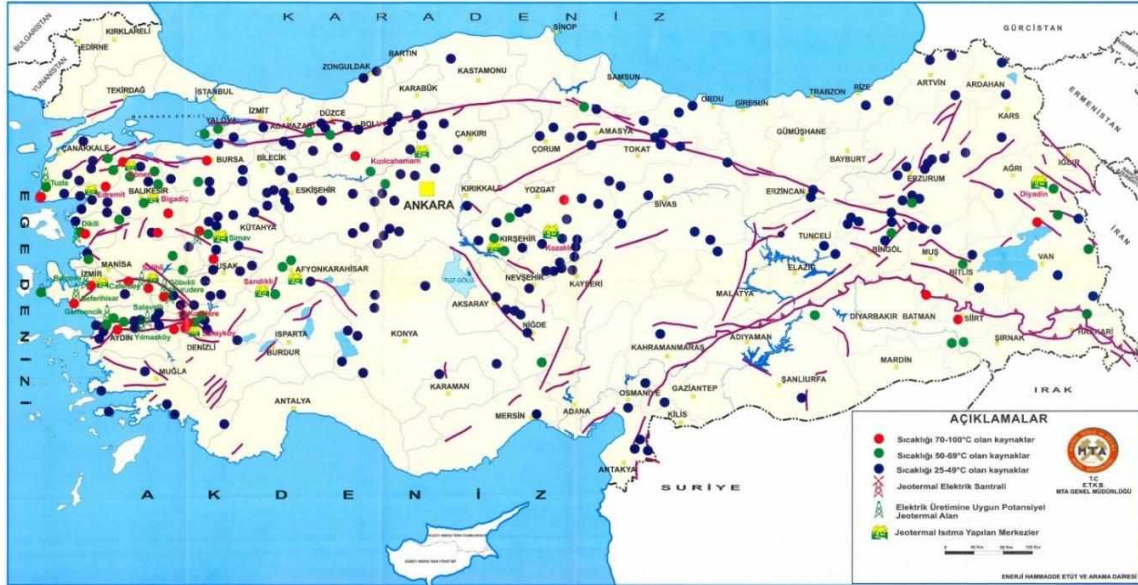 KARADENİZ
BULGARİSTAN
YUNANİSTAN
GÜRCİSTAN
ERMENİSTAN
İRAN
KIRKLARELİ
EDİRNE
TEKİRDAĞ
İSTANBUL
İZMİT
ADAPAZARI
DÜZCE
BOLU
ZONGULDAK
BARTIN
KARABÜK
KASTAMONU
SİNOP
SAMSUN
ORDU
GİRESUN
TRABZON
RİZE
ARTVİN
ARDAHAN
KARS
IĞDIR
AĞRI
Diyadin
YALOVA
ÇANAKKALE
BURSA
BİLECİK
ESKİŞEHİR
Kızılcahamam
ÇANKIRI
ÇORUM
AMASYA
TOKAT
GÜMÜŞHANE
BAYBURT
ERZURUM
ERZİNCAN
Tuzla
Edremit
Gönen
BALIKESİR
Bigadiç
ANKARA
KIRIKKALE
YOZGAT
SİVAS
TUNCELİ
BİNGÖL
MUŞ
BİTLİS
VAN
EGE DENİZİ
Dikili
KÜTAHYA
Simav
KIRŞEHİR
Kozaklı
ELAZIĞ
MANİSA
UŞAK
AFYONKARAHİSAR
Sandıklı
TUZ GÖLÜ
NEVŞEHİR
KAYSERİ
MALATYA
İZMİR
Balçova
Seferihisar
Salihli
AKSARAY
NİĞDE
DİYARBAKIR
BATMAN
SİİRT
ŞIRNAK
HAKKARİ
Germencik
Salavatlı
AYDIN
Yılmazköy
DENİZLİ
Sarayköy
ISPARTA
BURDUR
KONYA
KAHRAMANMARAŞ
ADIYAMAN
MARDİN
MUĞLA
ANTALYA
KARAMAN
MERSİN
ADANA
OSMANİYE
GAZİANTEP
KİLİS
ŞANLIURFA
ANTAKYA
IRAK
SURİYE
AKDENİZ
AÇIKLAMALAR
Sıcaklığı 70-100°C olan kaynaklar
Sıcaklığı 50-69°C olan kaynaklar
Sıcaklığı 25-49°C olan kaynaklar
Jeotermal Elektrik Santrali
Elektrik Üretimine Uygun Potansiyel
Jeotermal Alan
Jeotermal Isıtma Yapılan Merkezler
MTA
T.C
E.T.K.B.
MTA GENEL MÜDÜRLÜĞÜ
ENERJİ HAMMADDE ETÜT VE ARAMA DAİRESİ